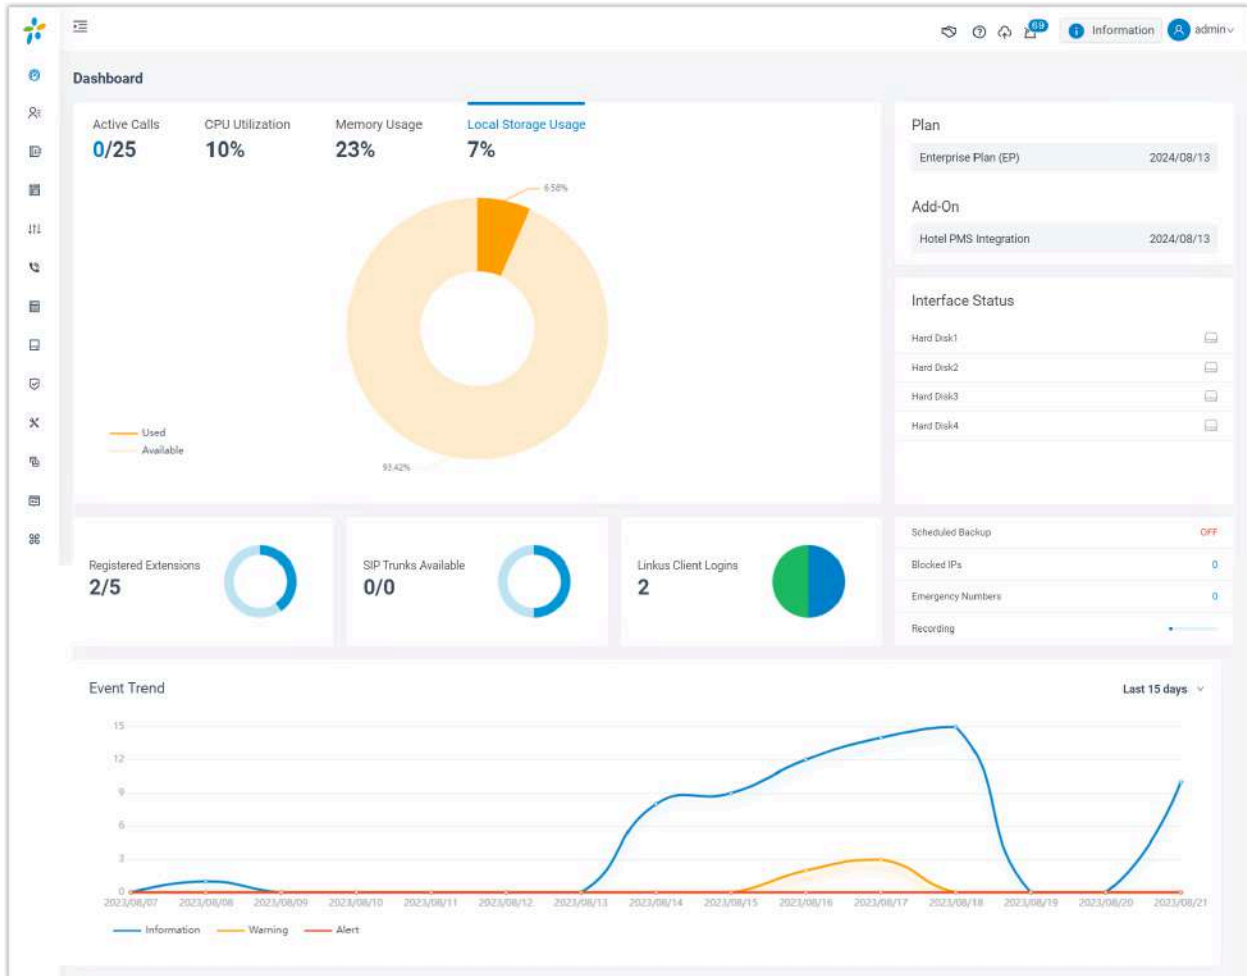 69
Information
admin
Dashboard
Active Calls
0/25
CPU Utilization
10%
Memory Usage
23%
Local Storage Usage
7%
6.58%
93.42%
Used
Available
Plan
Enterprise Plan (EP) 2024/08/13
Add-On
Hotel PMS Integration 2024/08/13
Interface Status
Hard Disk1
Hard Disk2
Hard Disk3
Hard Disk4
Registered Extensions
2/5
SIP Trunks Available
0/0
Linkus Client Logins
2
Scheduled Backup OFF
Blocked IPs 0
Emergency Numbers 0
Recording
Event Trend
Last 15 days
15
12
9
6
3
0
2023/08/07 2023/08/08 2023/08/09 2023/08/10 2023/08/11 2023/08/12 2023/08/13 2023/08/14 2023/08/15 2023/08/16 2023/08/17 2023/08/18 2023/08/19 2023/08/20 2023/08/21
Information Warning Alert